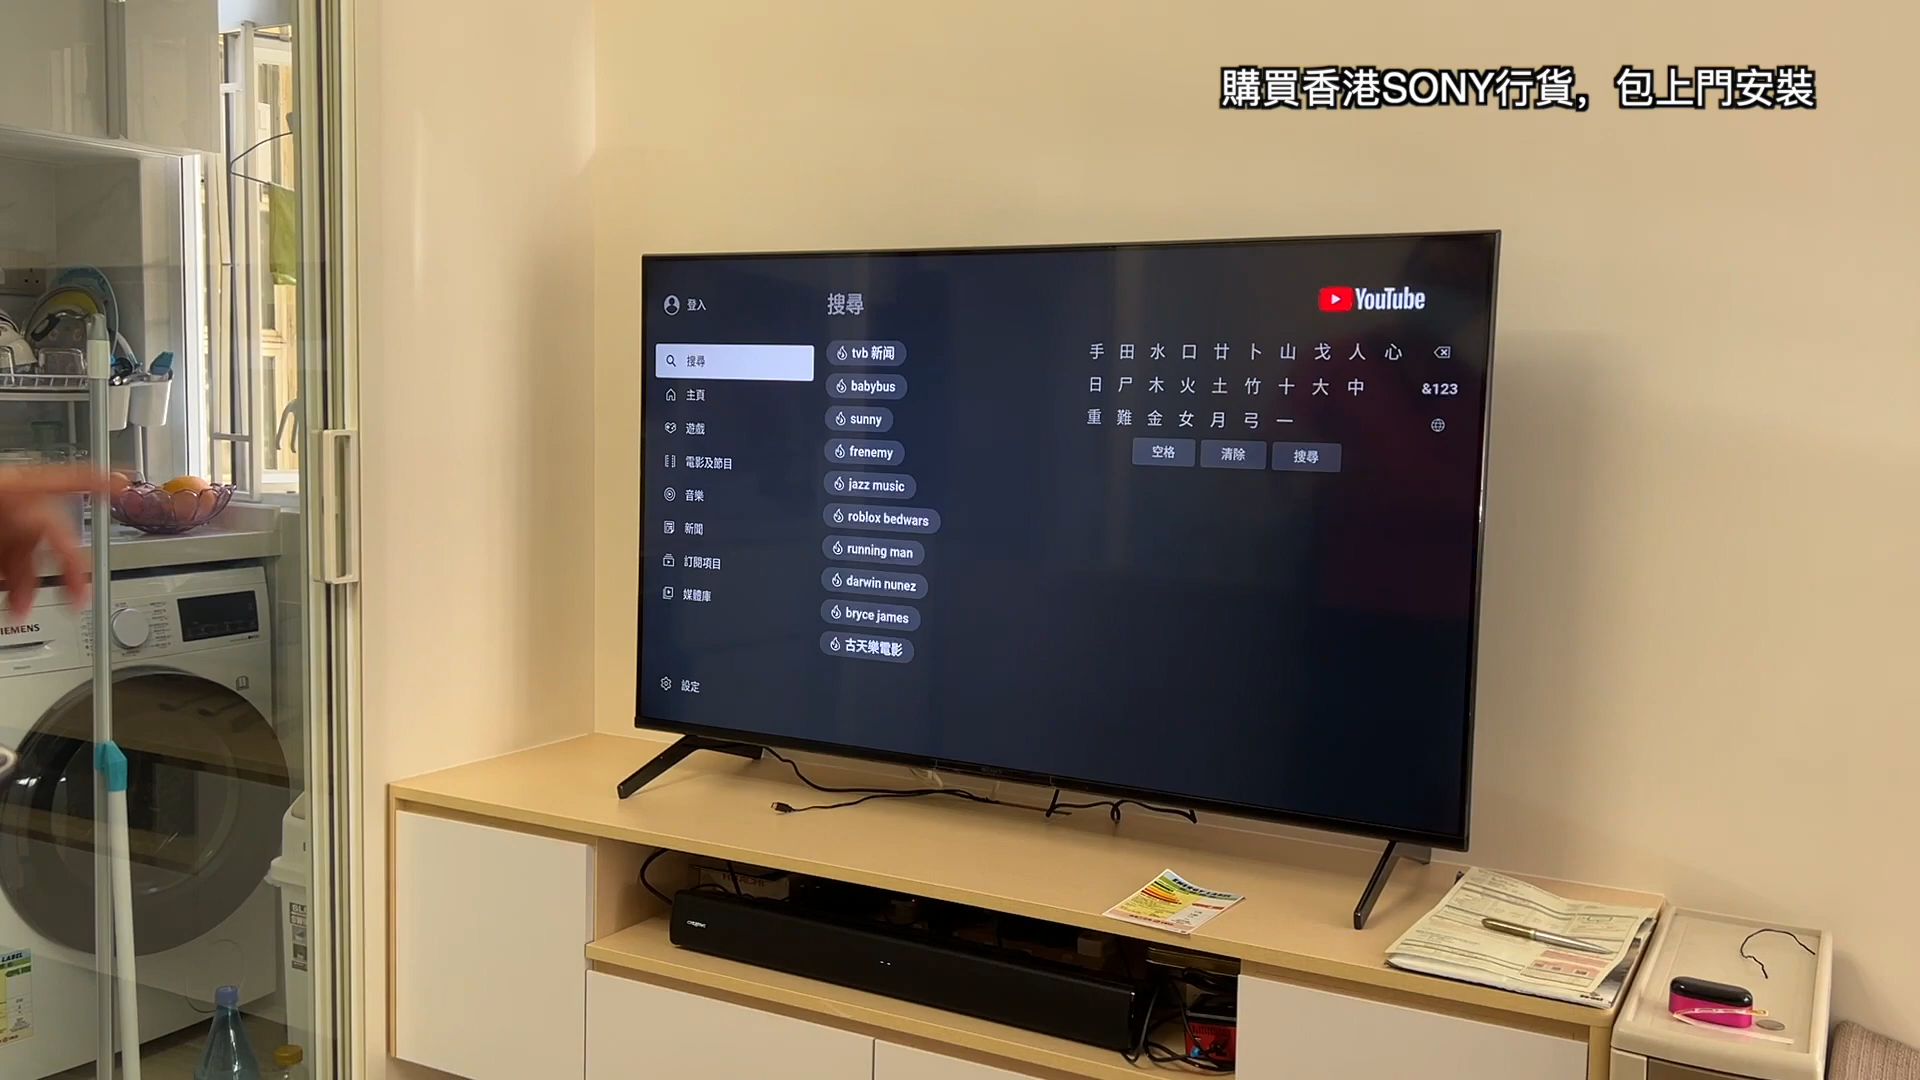 購買香港SONY行貨，包上門安裝
登入
搜尋
YouTube
搜尋
主頁
遊戲
電影及節目
音樂
新聞
訂閱項目
媒體庫
設定
tvb 新闻
babybus
sunny
frenemy
jazz music
roblox bedwars
running man
darwin nunez
bryce james
古天樂電影
手 田 水 口 廿 卜 山 戈 人 心
日 尸 木 火 土 竹 十 大 中 &123
重 難 金 女 月 弓 一
空格 清除 搜尋
SIEMENS
HITACHI
CREATIVE
ENERGY LABEL
LABEL